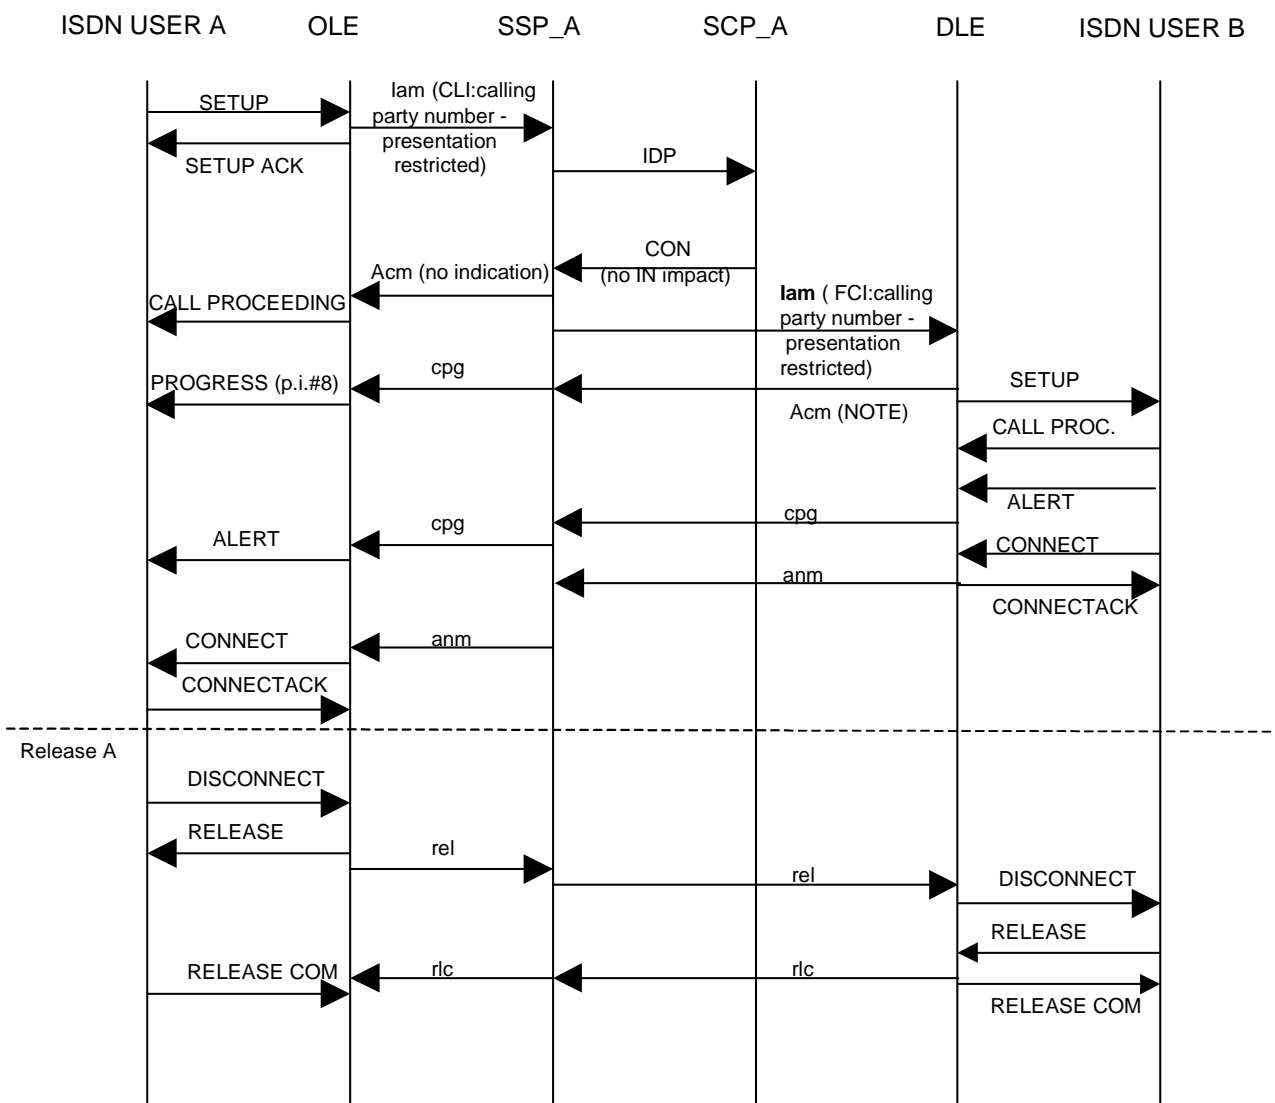 ISDN USER A OLE SSP_A SCP_A DLE ISDN USER B
Iam (CLI:calling
party number -
presentation
restricted)
SETUP
SETUP ACK
IDP
CON
(no IN impact)
Acm (no indication)
CALL PROCEEDING
Iam ( FCI:calling
party number -
presentation
restricted)
cpg
PROGRESS (p.i.#8)
SETUP
Acm (NOTE)
CALL PROC.
ALERT
cpg
cpg
ALERT
CONNECT
anm
CONNECTACK
CONNECT
anm
CONNECTACK
Release A
DISCONNECT
RELEASE
rel
rel
DISCONNECT
RELEASE
RELEASE COM
rlc
rlc
RELEASE COM